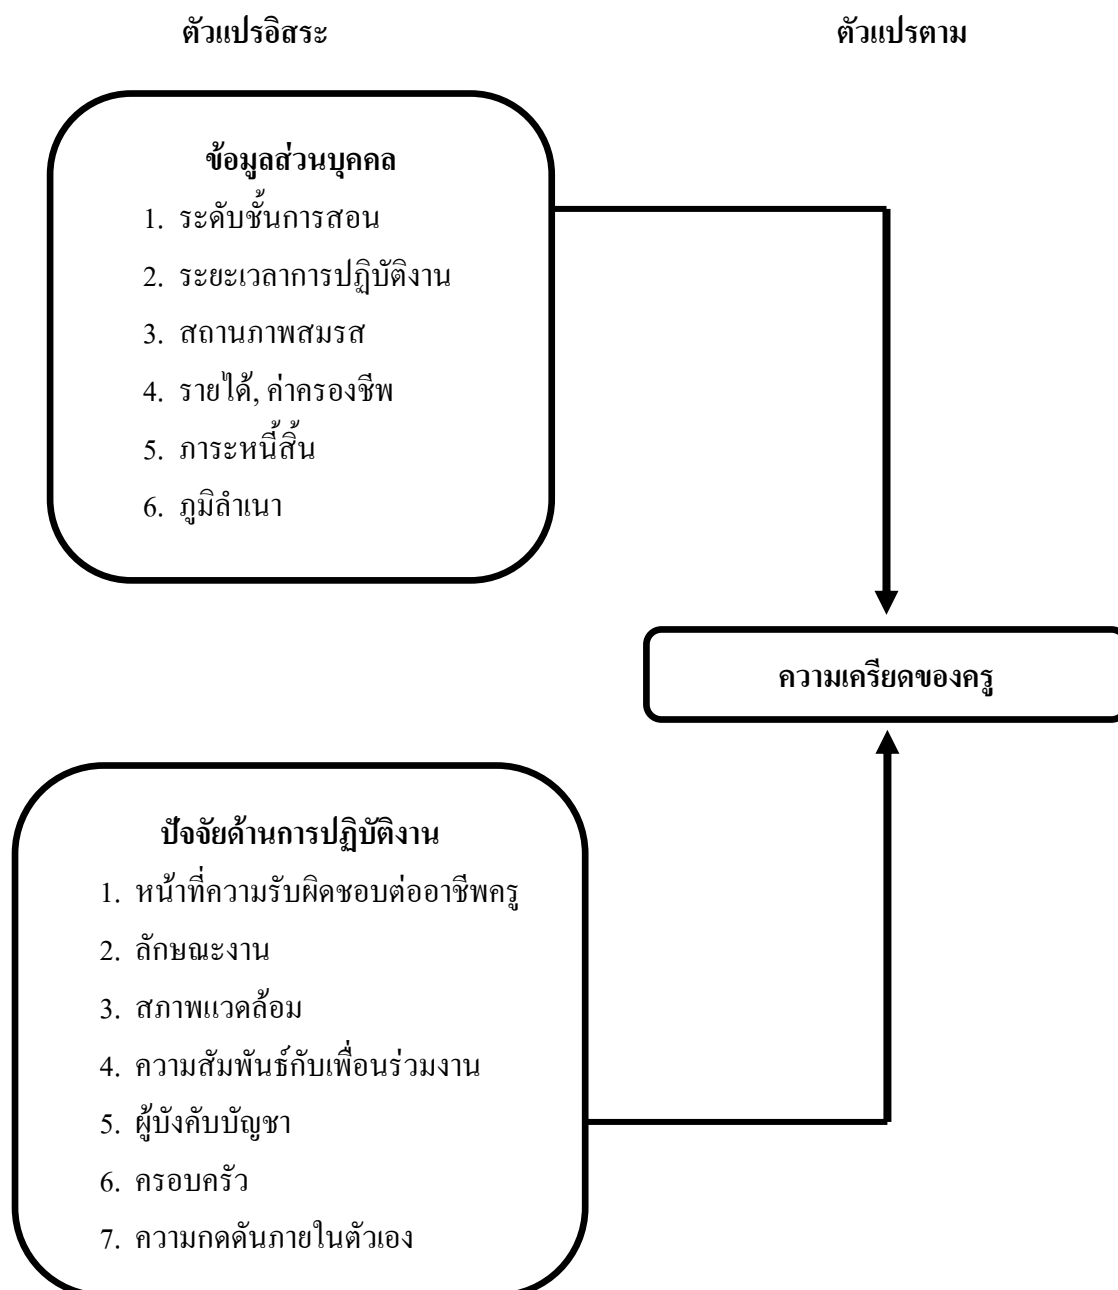 ตัวแปรอิสระ
ตัวแปรตาม
ข้อมูลส่วนบุคคล
1. ระดับชั้นการสอน
2. ระยะเวลาการปฏิบัติงาน
3. สถานภาพสมรส
4. รายได้, ค่าครองชีพ
5. ภาระหนี้สิ้น
6. ภูมิลำเนา
ความเครียดของครู
ปัจจัยด้านการปฏิบัติงาน
1. หน้าที่ความรับผิดชอบต่ออาชีพครู
2. ลักษณะงาน
3. สภาพแวดล้อม
4. ความสัมพันธ์กับเพื่อนร่วมงาน
5. ผู้บังคับบัญชา
6. ครอบครัว
7. ความกดดันภายในตัวเอง